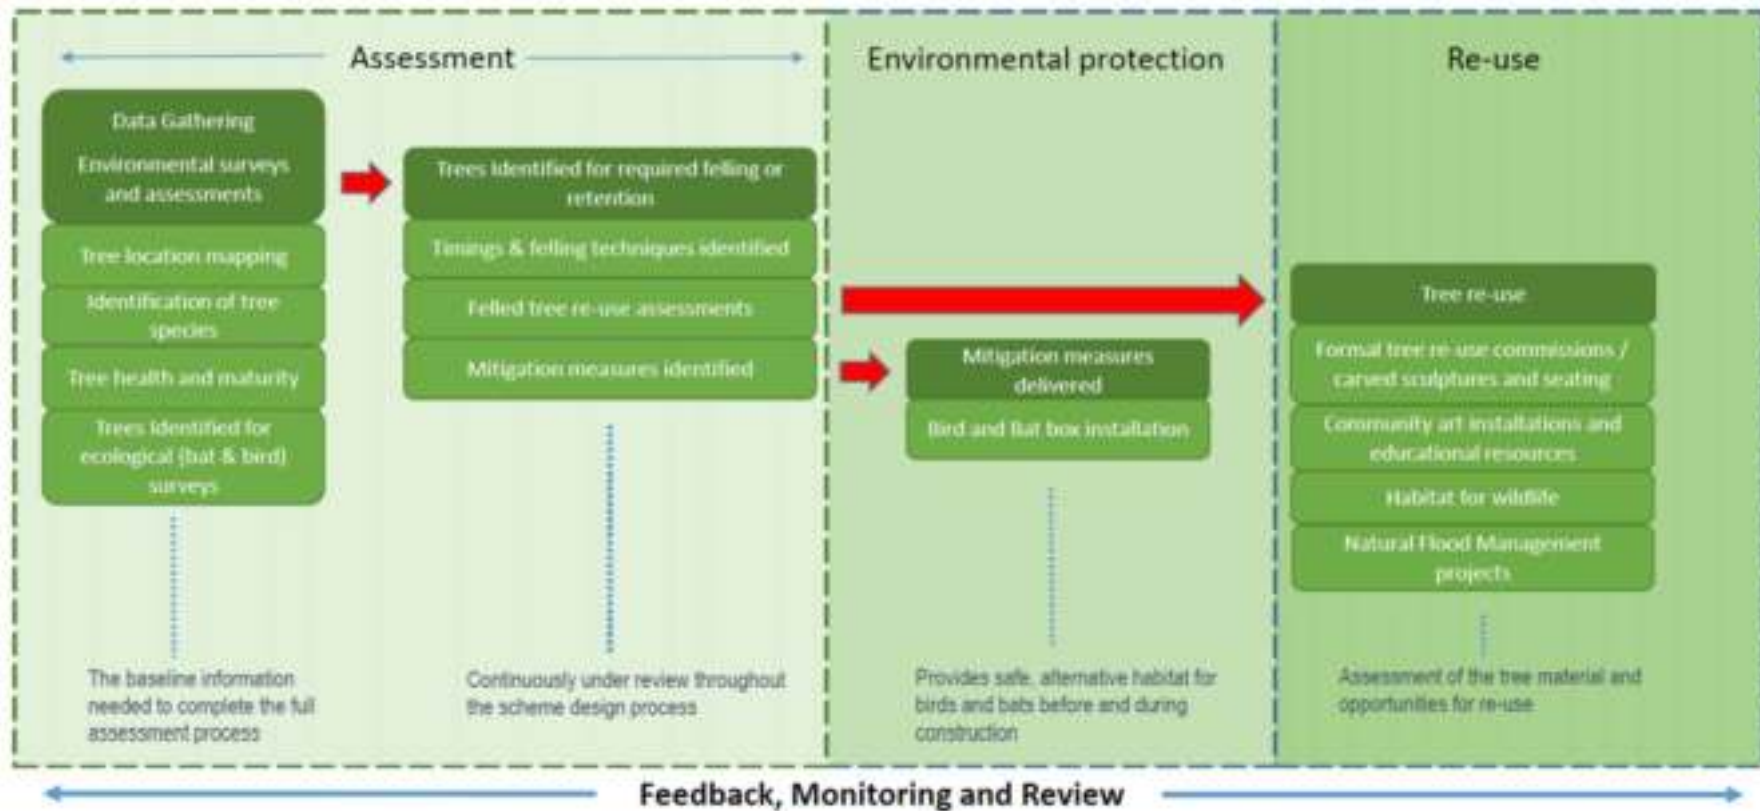 Assessment
Environmental protection
Re-use
Data Gathering
Environmental surveys
and assessments
Tree location mapping
Identification of tree
species
Tree health and maturity
Trees Identified for
ecological (bat & bird)
surveys
The baseline information
needed to complete the full
assessment process
Trees Identified for required felling or
retention
Timings & felling techniques identified
Felled tree re-use assessments
Mitigation measures identified
Continuously under review throughout
the scheme design process
Mitigation measures
delivered
Bird and Bat box installation
Provides safe, alternative habitat for
birds and bats before and during
construction
Tree re-use
Formal tree re-use commissions /
carved sculptures and seating
Community art installations and
educational resources
Habitat for wildlife
Natural Flood Management
projects
Assessment of the tree material and
opportunities for re-use
Feedback, Monitoring and Review